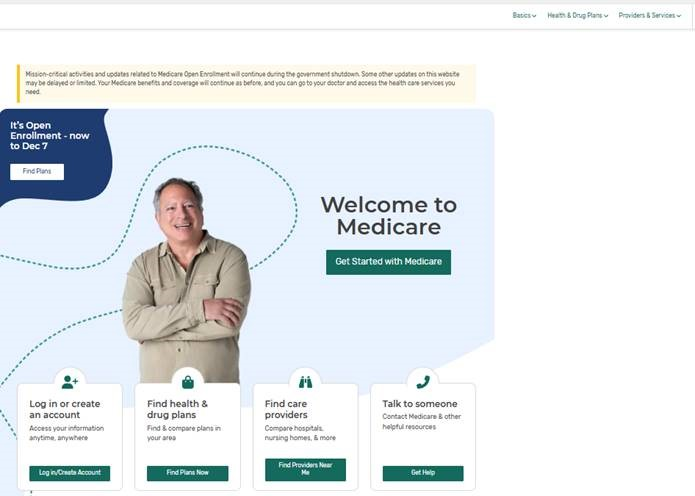 Basics Health & Drug Plans Providers & Services
Mission-critical activities and updates related to Medicare Open Enrollment will continue during the government shutdown. Some other updates on this website
may be delayed or limited. Your Medicare benefits and coverage will continue as before, and you can go to your doctor and access the health care services you
need.
It's Open
Enrollment - now
to Dec 7
Find Plans
Welcome to
Medicare
Get Started with Medicare
Log in or create
an account
Access your information
anytime, anywhere
Log in/Create Account
Find health &
drug plans
Find & compare plans in
your area
Find Plans Now
Find care
providers
Compare hospitals,
nursing homes, & more
Find Providers Near
Me
Talk to someone
Contact Medicare & other
helpful resources
Get Help